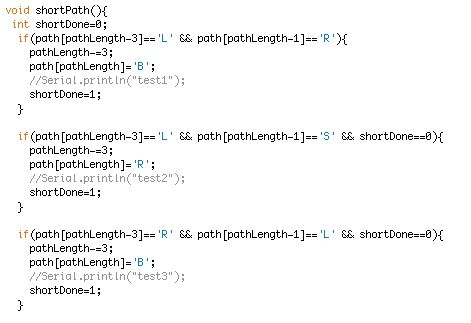 void shortPath(){
 int shortDone=0;
  if(path[pathLength-3]=='L' && path[pathLength-1]=='R'){
    pathLength-=3;
    path[pathLength]='B';
    //Serial.println("test1");
    shortDone=1;
  }

  if(path[pathLength-3]=='L' && path[pathLength-1]=='S' && shortDone==0){
    pathLength-=3;
    path[pathLength]='R';
    //Serial.println("test2");
    shortDone=1;
  }

  if(path[pathLength-3]=='R' && path[pathLength-1]=='L' && shortDone==0){
    pathLength-=3;
    path[pathLength]='B';
    //Serial.println("test3");
    shortDone=1;
  }